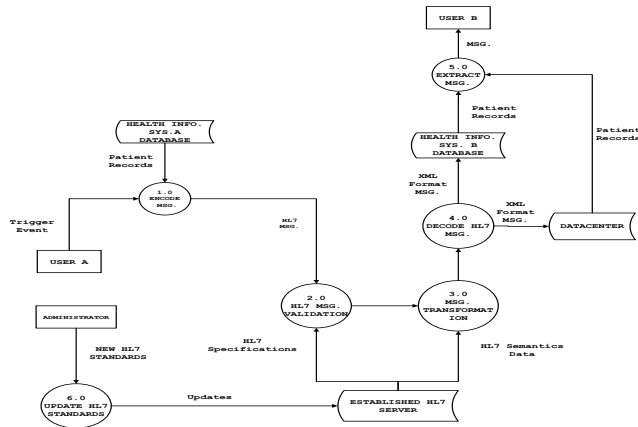 USER B
MSG.
5.0
EXTRACT
MSG.
Patient
Records
Patient
Records
HEALTH INFO.
SYS.A
DATABASE
HEALTH INFO.
SYS. B
DATABASE
Patient
Records
XML
Format
MSG.
1.0
ENCODE MSG.
XML
Format
MSG.
Trigger
Event
HL7
MSG.
4.0
DECODE HL7
MSG.
DATACENTER
USER A
2.0
HL7 MSG.
VALIDATION
3.0
MSG.
TRANSFORMAT
ION
ADMINISTRATOR
HL7
Specifications
HL7 Semantics
Data
NEW HL7
STANDARDS
6.0
UPDATE HL7
STANDARDS
Updates
ESTABLISHED HL7
SERVER